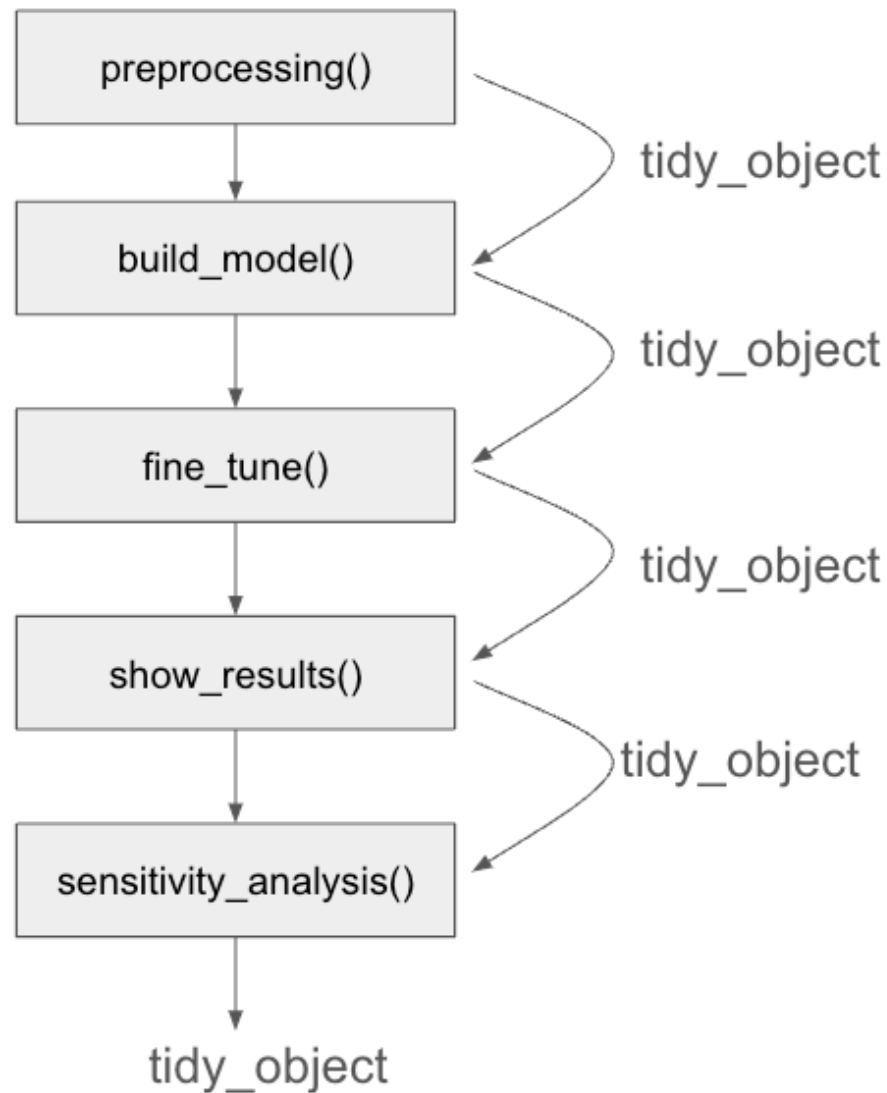 preprocessing()
tidy_object
build_model()
tidy_object
fine_tune()
tidy_object
show_results()
tidy_object
sensitivity_analysis()
tidy_object